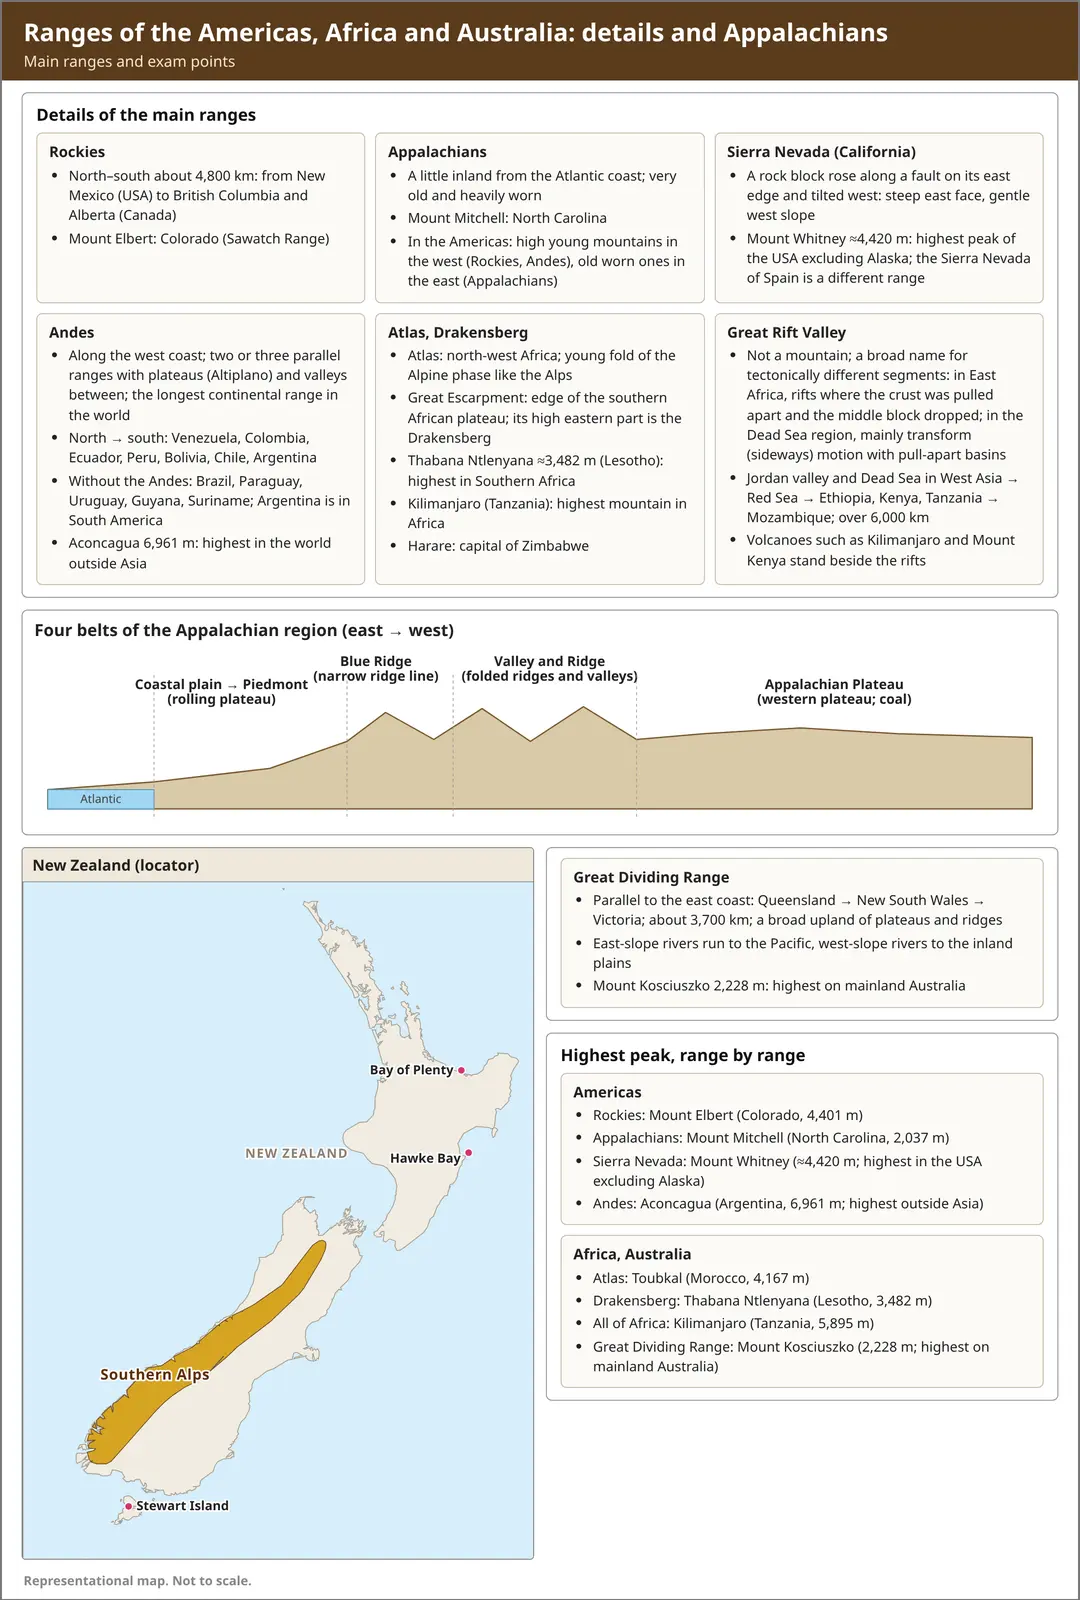 Ranges of the Americas, Africa and Australia: details and Appalachians
Main ranges and exam points
Details of the main ranges
Rockies
• North–south about 4,800 km: from New
Mexico (USA) to British Columbia and
Alberta (Canada)
• Mount Elbert: Colorado (Sawatch Range)
Appalachians
• A little inland from the Atlantic coast; very
old and heavily worn
• Mount Mitchell: North Carolina
• In the Americas: high young mountains in
the west (Rockies, Andes), old worn ones in
the east (Appalachians)
Sierra Nevada (California)
• A rock block rose along a fault on its east
edge and tilted west: steep east face, gentle
west slope
• Mount Whitney ≈4,420 m: highest peak of
the USA excluding Alaska; the Sierra Nevada
of Spain is a different range
Andes
• Along the west coast; two or three parallel
ranges with plateaus (Altiplano) and valleys
between; the longest continental range in
the world
• North → south: Venezuela, Colombia,
Ecuador, Peru, Bolivia, Chile, Argentina
• Without the Andes: Brazil, Paraguay,
Uruguay, Guyana, Suriname; Argentina is in
South America
• Aconcagua 6,961 m: highest in the world
outside Asia
Atlas, Drakensberg
• Atlas: north-west Africa; young fold of the
Alpine phase like the Alps
• Great Escarpment: edge of the southern
African plateau; its high eastern part is the
Drakensberg
• Thabana Ntlenyana ≈3,482 m (Lesotho):
highest in Southern Africa
• Kilimanjaro (Tanzania): highest mountain in
Africa
• Harare: capital of Zimbabwe
Great Rift Valley
• Not a mountain; a broad name for
tectonically different segments: in East
Africa, rifts where the crust was pulled
apart and the middle block dropped; in the
Dead Sea region, mainly transform
(sideways) motion with pull-apart basins
• Jordan valley and Dead Sea in West Asia →
Red Sea → Ethiopia, Kenya, Tanzania →
Mozambique; over 6,000 km
• Volcanoes such as Kilimanjaro and Mount
Kenya stand beside the rifts
Four belts of the Appalachian region (east → west)
Coastal plain → Piedmont
(rolling plateau)
Blue Ridge
(narrow ridge line)
Valley and Ridge
(folded ridges and valleys)
Appalachian Plateau
(western plateau; coal)
Atlantic
New Zealand (locator)
Bay of Plenty
NEW ZEALAND
Hawke Bay
Southern Alps
Stewart Island
Great Dividing Range
• Parallel to the east coast: Queensland → New South Wales →
Victoria; about 3,700 km; a broad upland of plateaus and ridges
• East-slope rivers run to the Pacific, west-slope rivers to the inland
plains
• Mount Kosciuszko 2,228 m: highest on mainland Australia
Highest peak, range by range
Americas
• Rockies: Mount Elbert (Colorado, 4,401 m)
• Appalachians: Mount Mitchell (North Carolina, 2,037 m)
• Sierra Nevada: Mount Whitney (≈4,420 m; highest in the USA
excluding Alaska)
• Andes: Aconcagua (Argentina, 6,961 m; highest outside Asia)
Africa, Australia
• Atlas: Toubkal (Morocco, 4,167 m)
• Drakensberg: Thabana Ntlenyana (Lesotho, 3,482 m)
• All of Africa: Kilimanjaro (Tanzania, 5,895 m)
• Great Dividing Range: Mount Kosciuszko (2,228 m; highest on
mainland Australia)
Representational map. Not to scale.